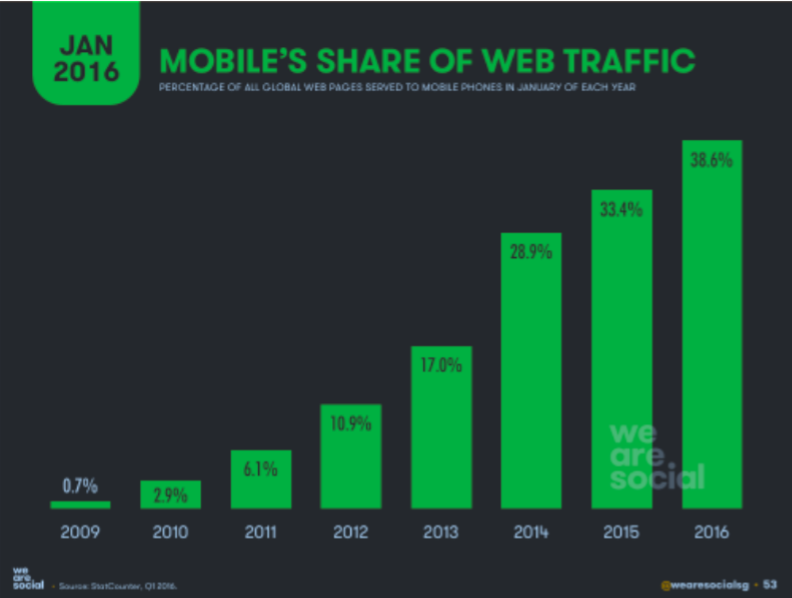 JAN
2016
MOBILE'S SHARE OF WEB TRAFFIC
PERCENTAGE OF ALL GLOBAL WEB PAGES SERVED TO MOBILE PHONES IN JANUARY OF EACH YEAR
0.7%
2.9%
6.1%
10.9%
17.0%
28.9%
33.4%
38.6%
we
are
social
2009 2010 2011 2012 2013 2014 2015 2016
we
are
social
• Source: StatCounter, Q1 2016.
@wearesocialsg • 53